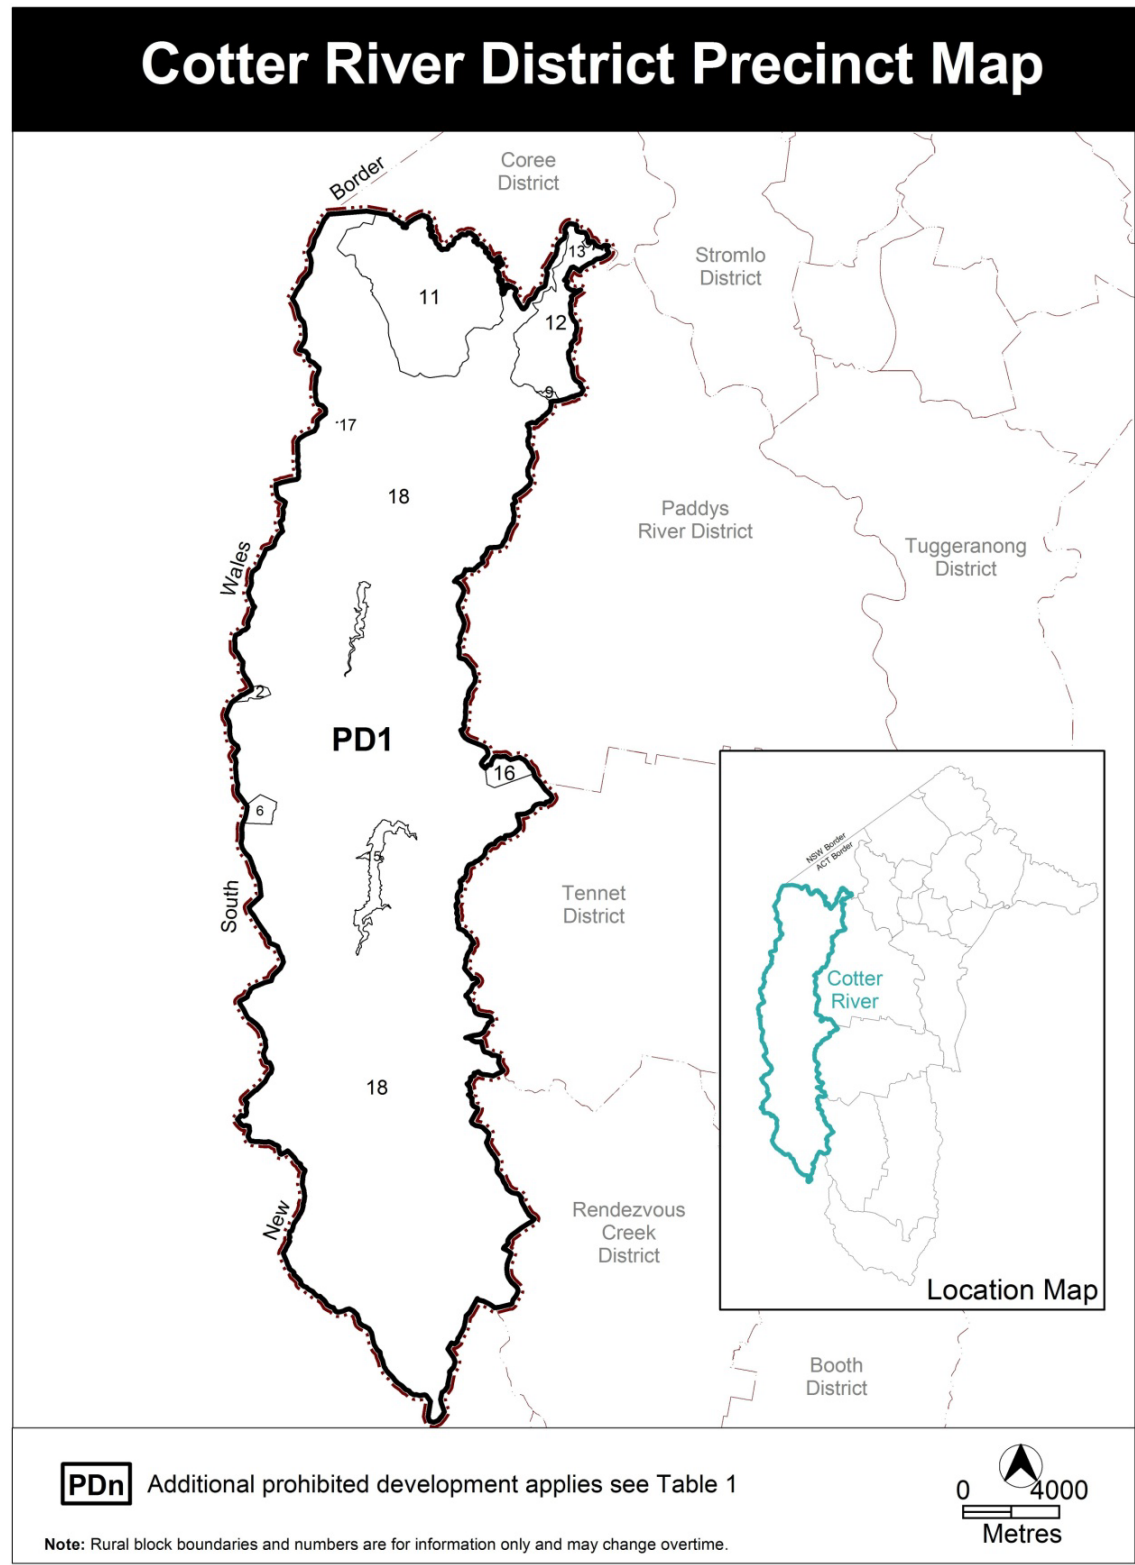 Cotter River District Precinct Map
Border
Coree
District
Stromlo
District
13
11
12
9
17
18
Paddys
River District
Tuggeranong
District
Wales
2
PD1
16
6
5
South
Tennet
District
18
New
Rendezvous
Creek
District
Booth
District
NSW Border
ACT Border
Cotter
River
Location Map
PDn Additional prohibited development applies see Table 1
0 4000
Metres
Note: Rural block boundaries and numbers are for information only and may change overtime.